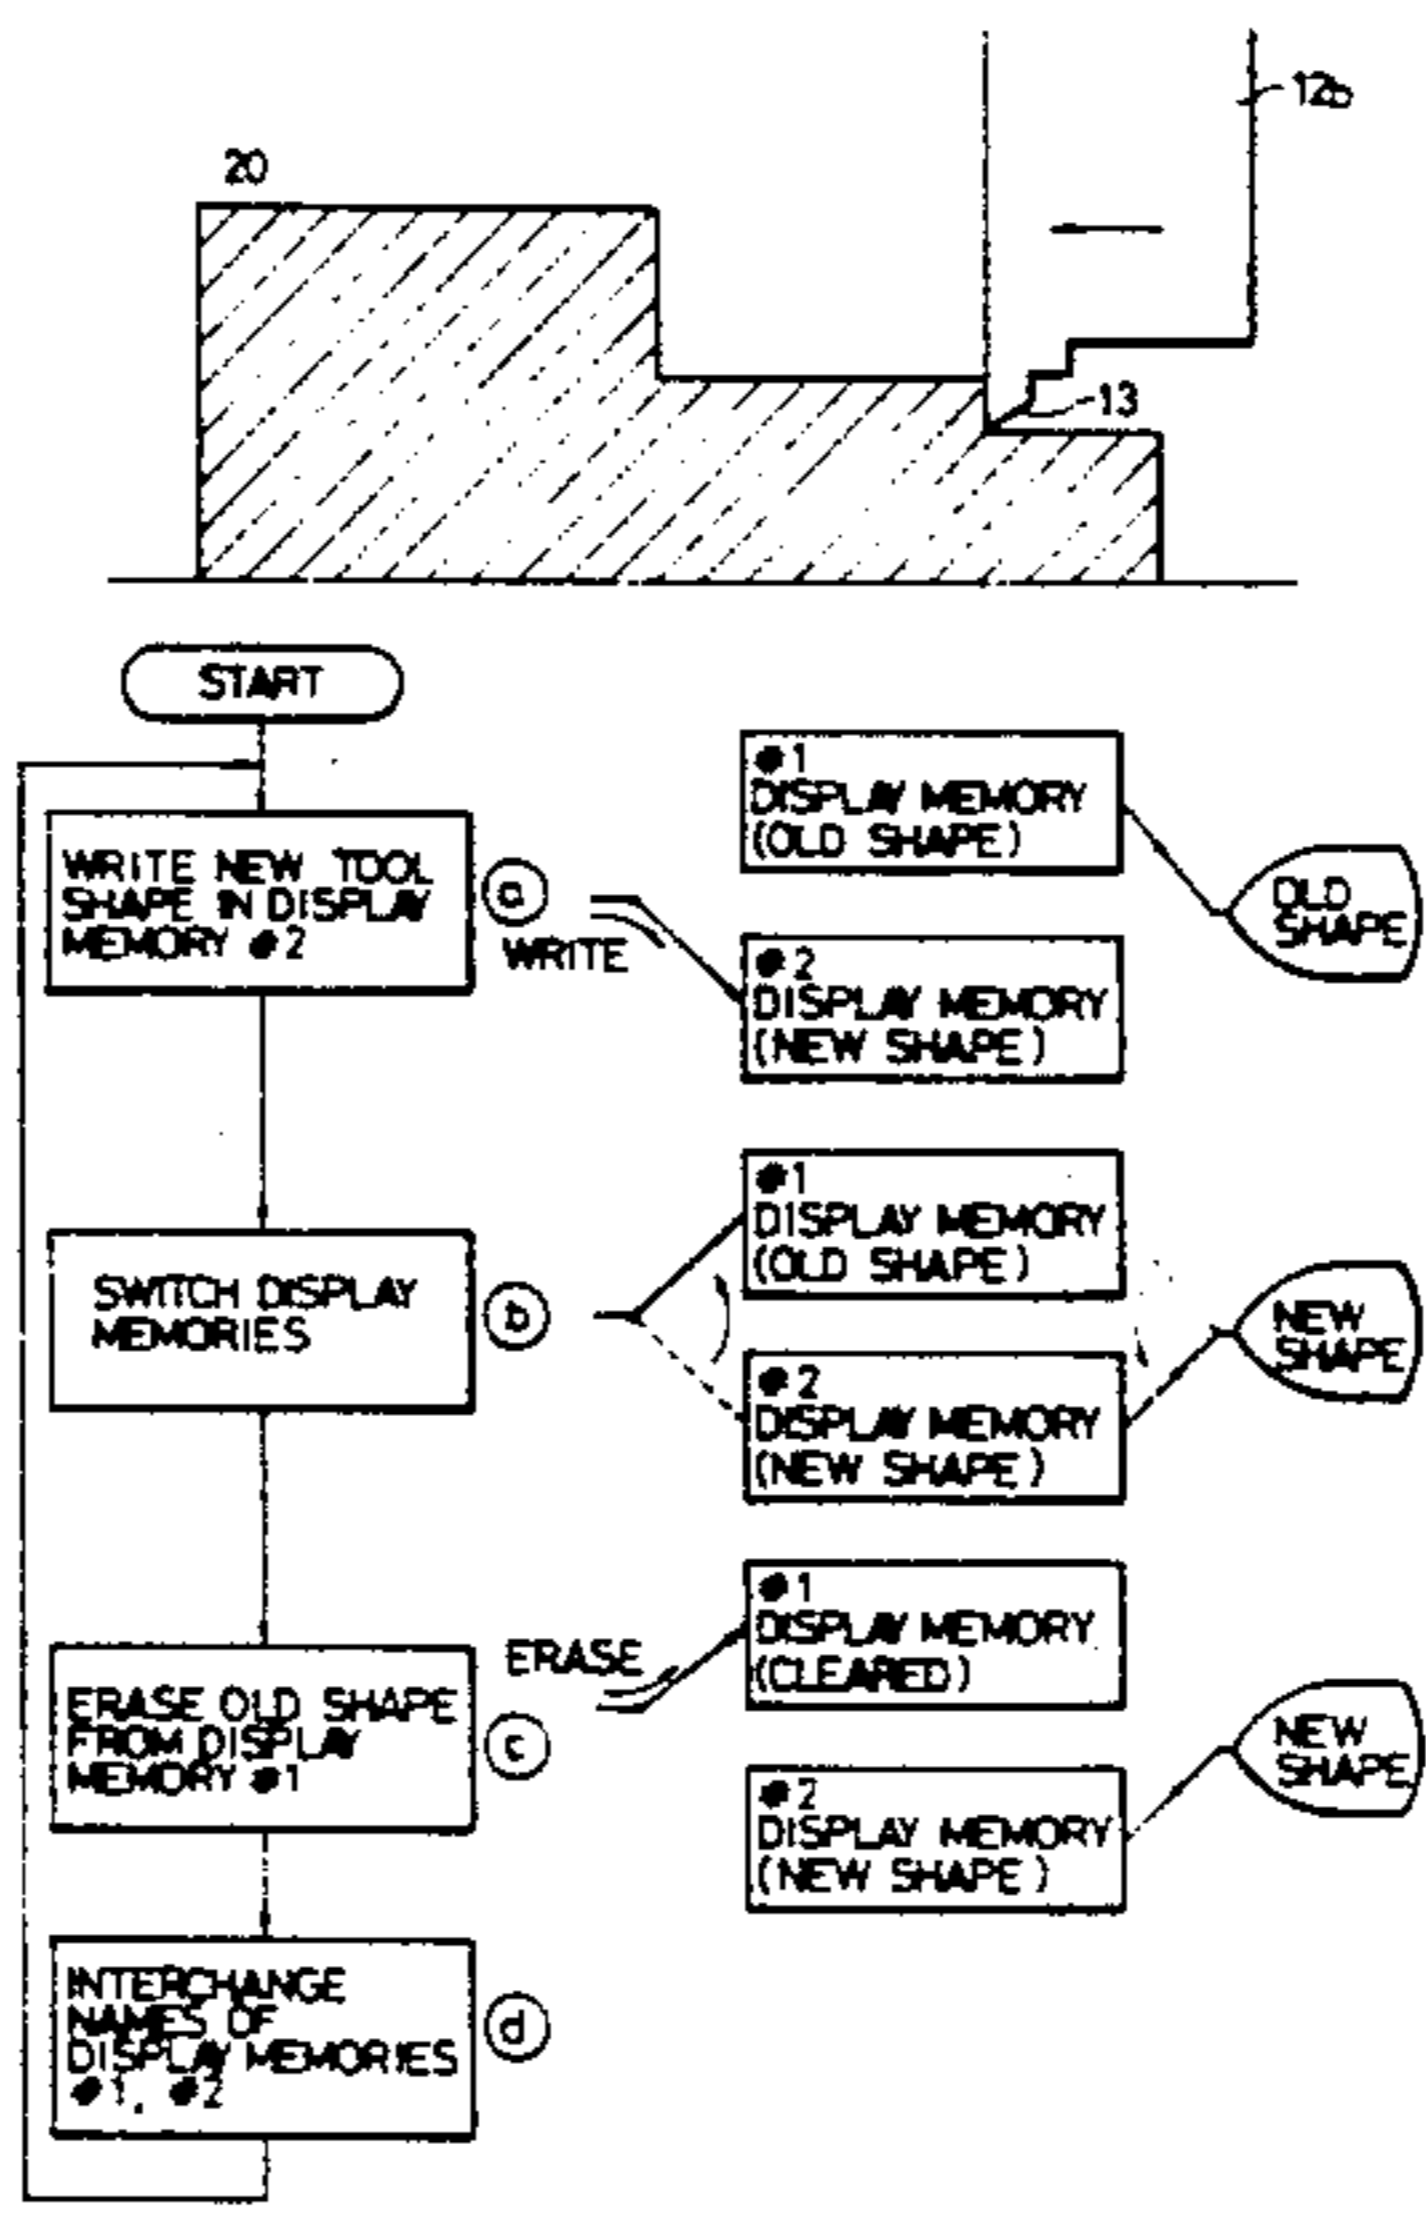 12b
20
13
START
WRITE NEW TOOL
SHAPE IN DISPLAY
MEMORY #2
a
WRITE
#1
DISPLAY MEMORY
(OLD SHAPE)
OLD
SHAPE
#2
DISPLAY MEMORY
(NEW SHAPE)
SWITCH DISPLAY
MEMORIES
b
#1
DISPLAY MEMORY
(OLD SHAPE)
#2
DISPLAY MEMORY
(NEW SHAPE)
NEW
SHAPE
ERASE OLD SHAPE
FROM DISPLAY
MEMORY #1
c
ERASE
#1
DISPLAY MEMORY
(CLEARED)
#2
DISPLAY MEMORY
(NEW SHAPE)
NEW
SHAPE
INTERCHANGE
NAMES OF
DISPLAY MEMORIES
#1, #2
d